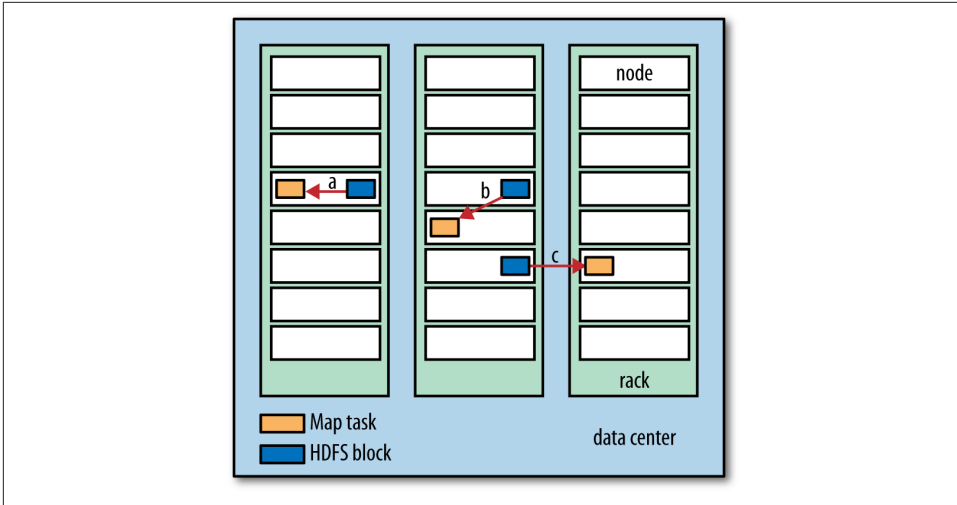 node
a
b
c
rack
Map task
HDFS block
data center